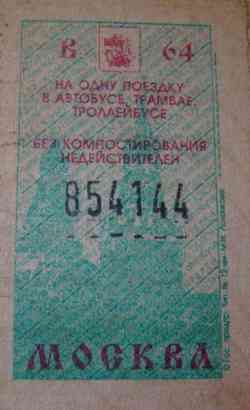 В 64
НА ОДНУ ПОЕЗДКУ
В АВТОБУСЕ, ТРАМВАЕ,
ТРОЛЛЕЙБУСЕ
БЕЗ КОМПОСТИРОВАНИЯ
НЕДЕЙСТВИТЕЛЕН
854144
МОСКВА